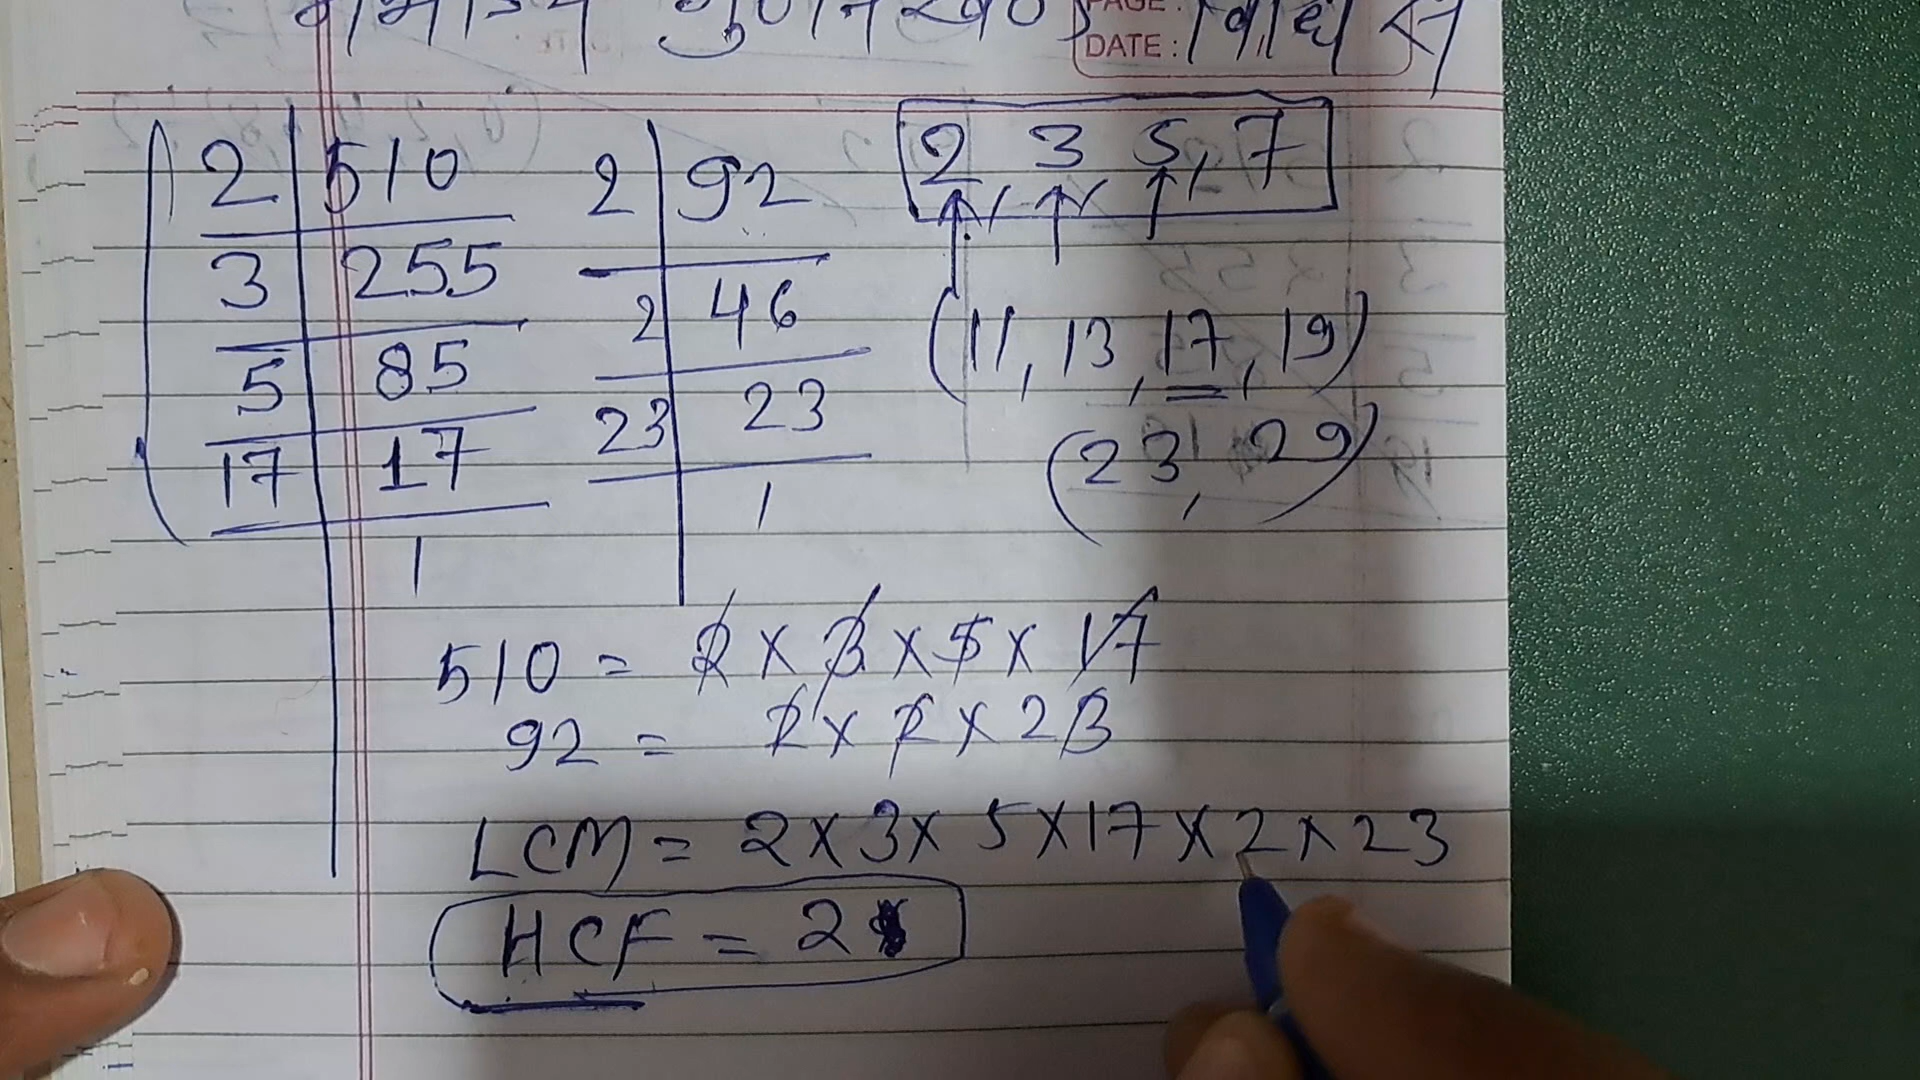 PAGE :
DATE :
2 | 510
3 | 255
5 | 85
17 | 17
1
2 | 92
2 | 46
23 | 23
1
2, 3, 5, 7
(11, 13, 17, 19)
(23, 29)
510 = 2 × 3 × 5 × 17
92 = 2 × 2 × 23
LCM = 2 × 3 × 5 × 17 × 2 × 23
HCF = 2